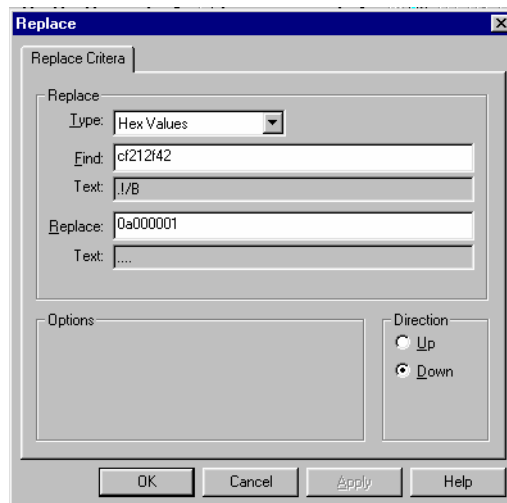 Replace
Replace Critera
Replace
Type: Hex Values
Find: cf212f42
Text: .!/B
Replace: 0a000001
Text: ....
Options
Direction
Up
Down
OK Cancel Apply Help